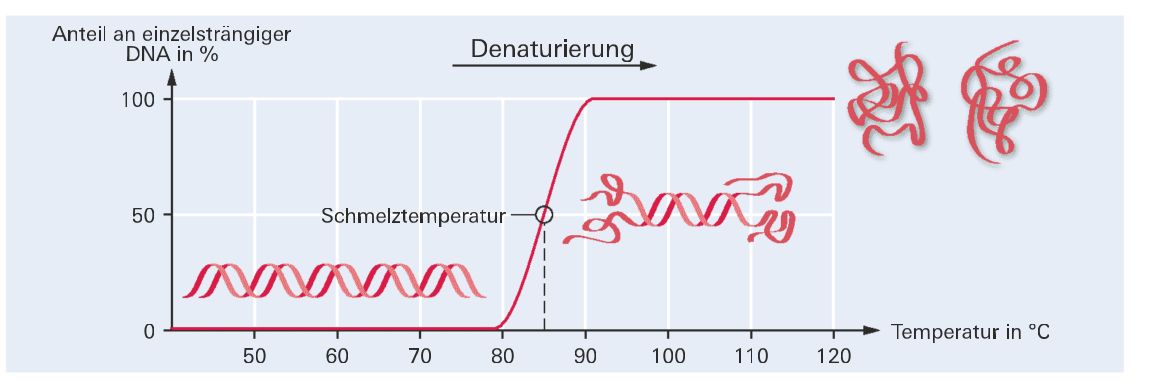 Anteil an einzelsträngiger
DNA in %
Denaturierung
100
50
Schmelztemperatur
0
Temperatur in °C
50 60 70 80 90 100 110 120